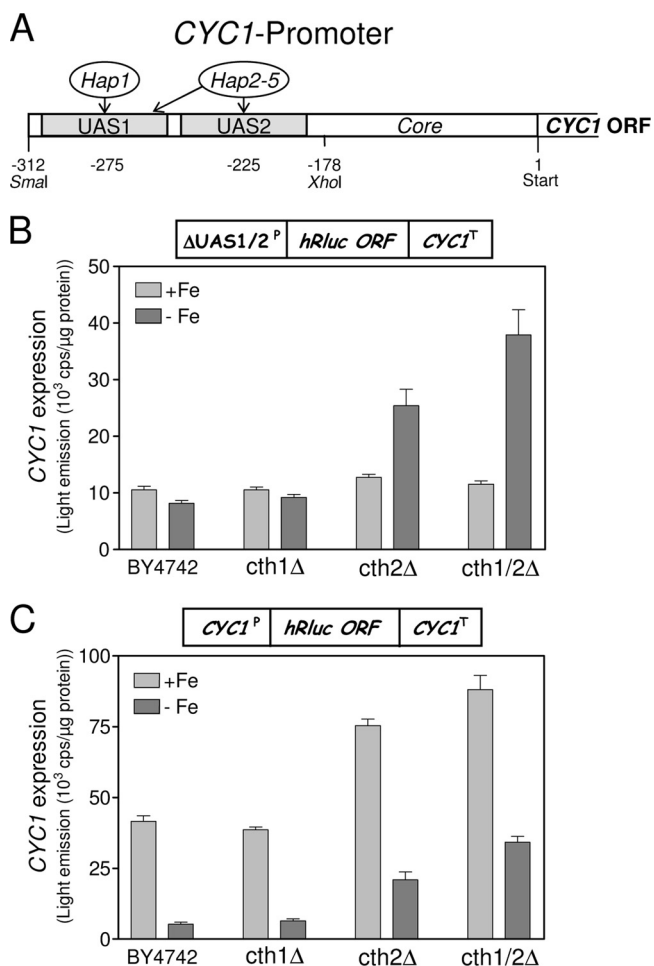 A
CYC1-Promoter
Hap1
Hap2-5
UAS1
UAS2
Core
CYC1 ORF
-312
-275
-225
-178
1
SmaI
XhoI
Start
B
ΔUAS1/2 P
hRluc ORF
CYC1T
CYC1 expression
(Light emission (10³ cps/µg protein))
50
40
30
20
10
0
+Fe
- Fe
BY4742
cth1Δ
cth2Δ
cth1/2Δ
C
CYC1 P
hRluc ORF
CYC1T
CYC1 expression
(Light emission (10³ cps/µg protein))
100
75
50
25
0
+Fe
- Fe
BY4742
cth1Δ
cth2Δ
cth1/2Δ